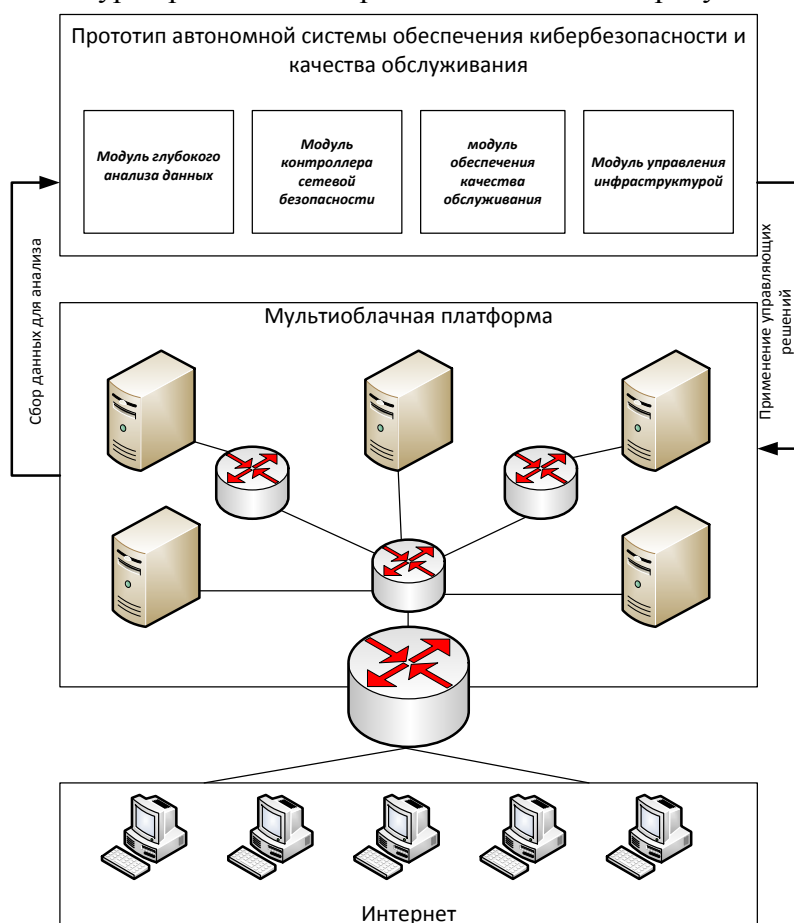 Прототип автономной системы обеспечения кибербезопасности и
качества обслуживания
Модуль глубокого
анализа данных
Модуль
контроллера
сетевой
безопасности
модуль
обеспечения
качества
обслуживания
Модуль управления
инфраструктурой
Сбор данных для анализа
Применение управляющих
решений
Мультиоблачная платформа
Интернет